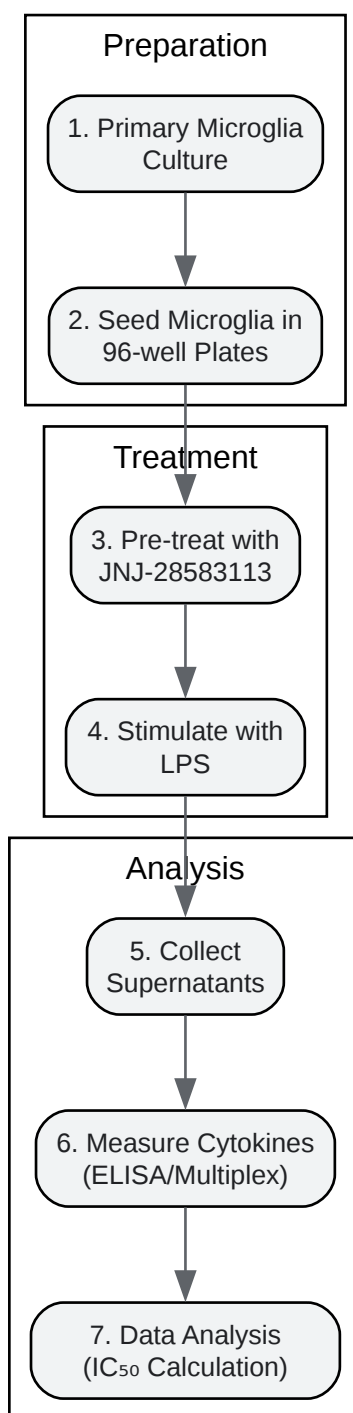 Preparation
1. Primary Microglia
Culture
2. Seed Microglia in
96-well Plates
Treatment
3. Pre-treat with
JNJ-28583113
4. Stimulate with
LPS
Analysis
5. Collect
Supernatants
6. Measure Cytokines
(ELISA/Multiplex)
7. Data Analysis
(IC₅₀ Calculation)